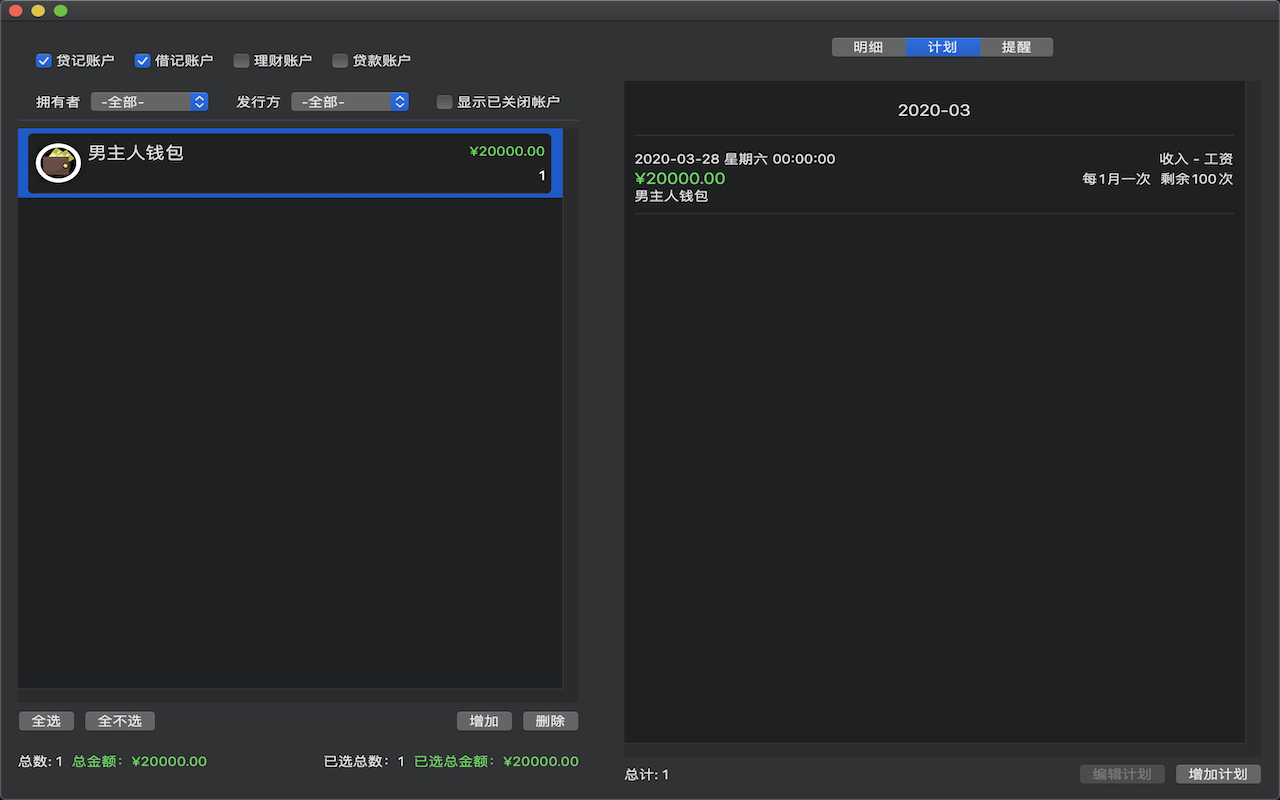 贷记账户 借记账户 理财账户 贷款账户
拥有者 -全部- 发行方 -全部- 显示已关闭帐户
男主人钱包 ¥20000.00
1
全选 全不选 增加 删除
总数: 1 总金额: ¥20000.00 已选总数: 1 已选总金额: ¥20000.00
明细 计划 提醒
2020-03
2020-03-28 星期六 00:00:00 收入 - 工资
¥20000.00 每1月一次 剩余100次
男主人钱包
总计: 1 编辑计划 增加计划